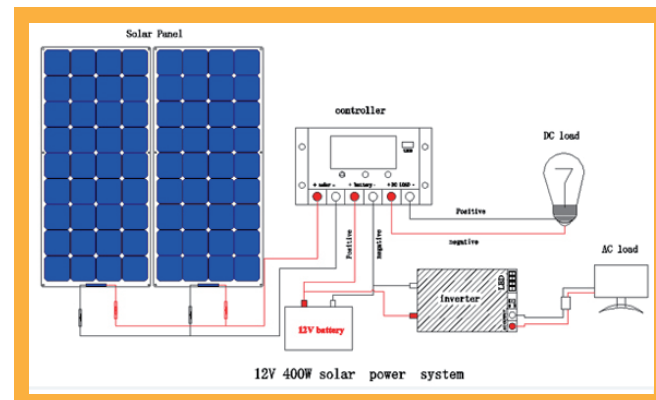 Solar Panel
controller
DC load
+ solar - + battery - + DC LOAD -
Positive
negative
Positive
negative
AC load
LED
inverter
12V battery
12V 400W solar power system